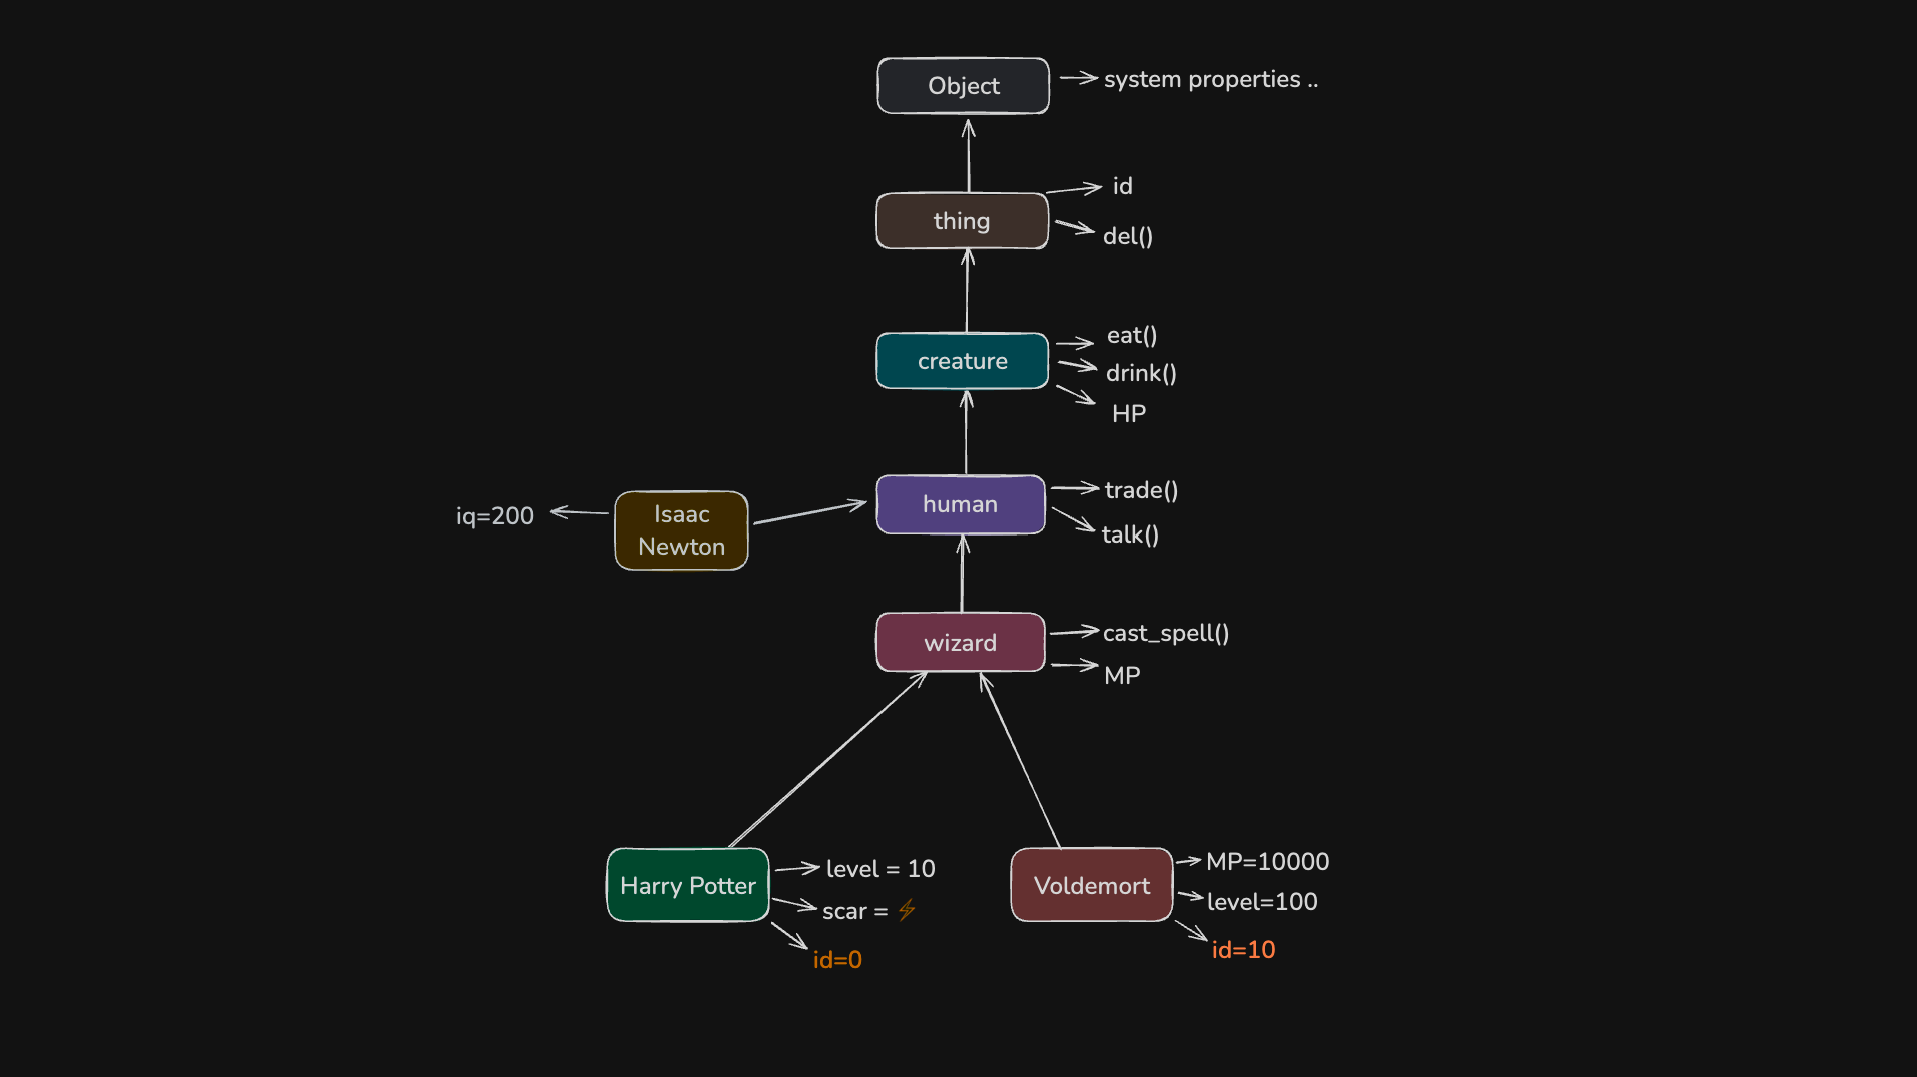 Object
system properties ..
thing
id
del()
creature
eat()
drink()
HP
iq=200
Isaac
Newton
human
trade()
talk()
wizard
cast_spell()
MP
Harry Potter
level = 10
scar = ⚡
id=0
Voldemort
MP=10000
level=100
id=10